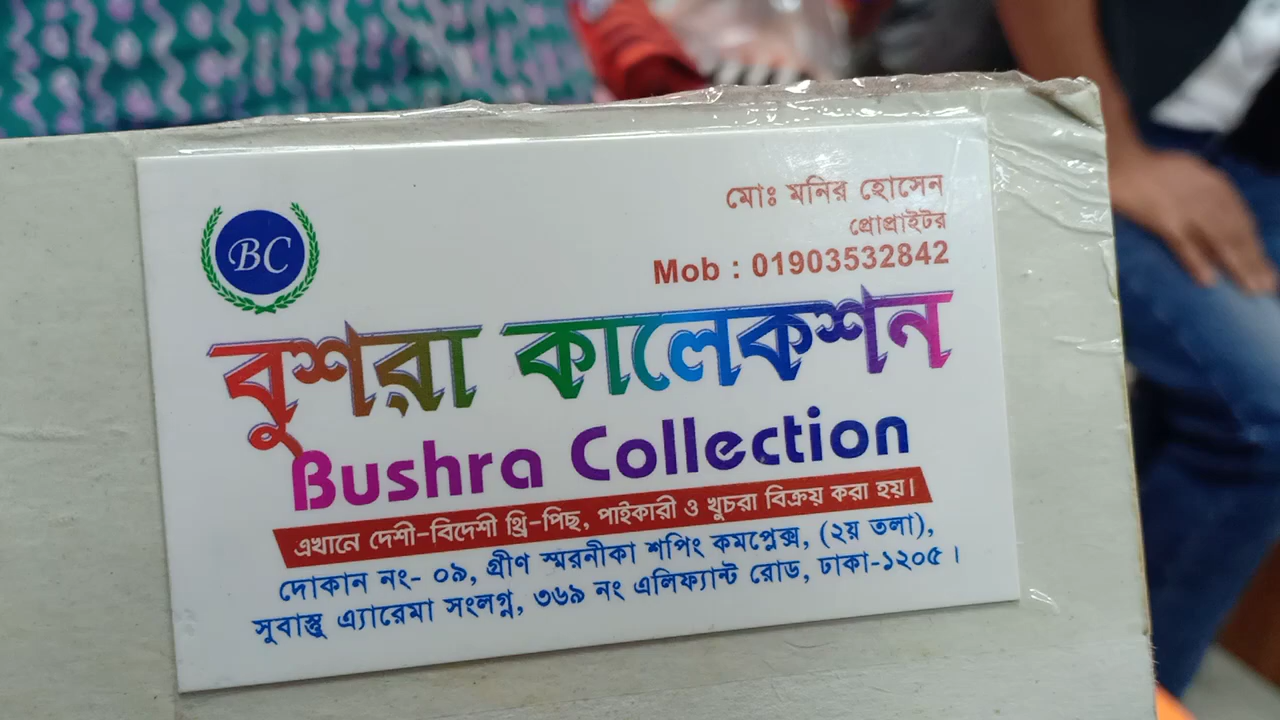 BC
মোঃ মনির হোসেন
প্রোপ্রাইটর
Mob : 01903532842
বুশরা কালেকশন
Bushra Collection
এখানে দেশী-বিদেশী থ্রি-পিছ, পাইকারী ও খুচরা বিক্রয় করা হয়।
দোকান নং- ০৯, গ্রীণ স্মরনীকা শপিং কমপ্লেক্স, (২য় তলা),
সুবাস্তু এ্যারেমা সংলগ্ন, ৩৬৯ নং এলিফ্যান্ট রোড, ঢাকা-১২০৫ ।